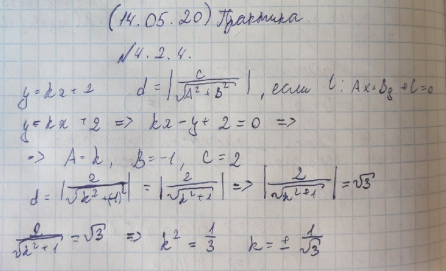 (14.05.20) Практика
№4.2.4.
y=kx+2 d=|C/√(A²+B²)|, если l: Ax+By+C=0
y=kx+2 => kx-y+2=0 =>
=> A=k, B=-1, C=2
d=|2/√(k²+(-1)²)|=|2/√(k²+1)| => |2/√(k²+1)|=√3
2/√(k²+1)=√3 => k²=1/3 k=±1/√3